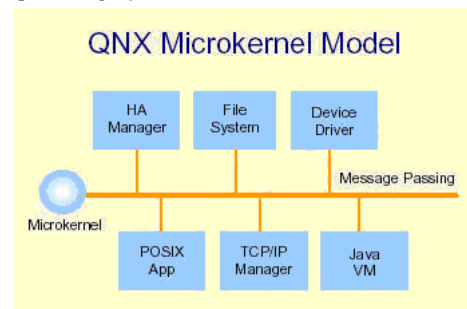 QNX Microkernel Model
HA
Manager
File
System
Device
Driver
Message Passing
Microkernel
POSIX
App
TCP/IP
Manager
Java
VM